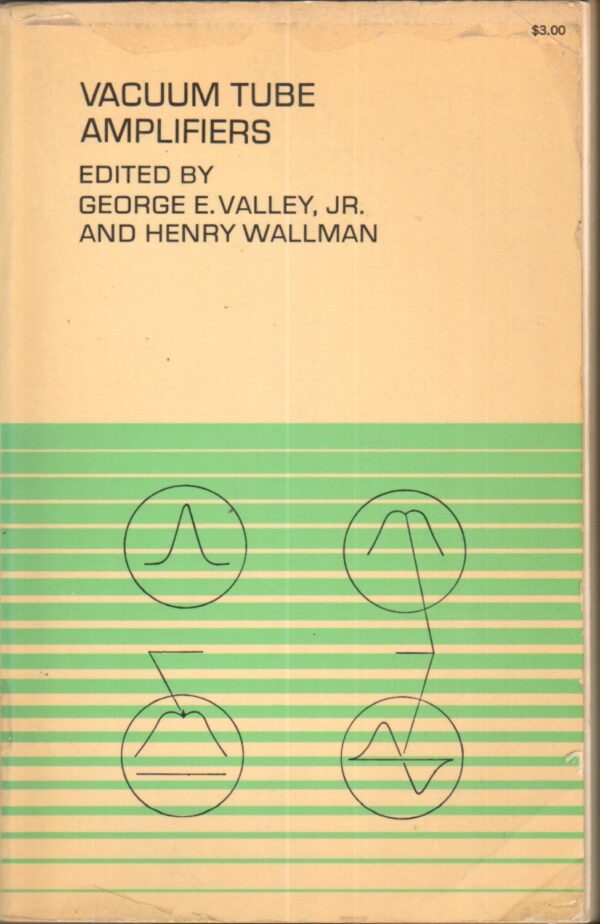 $3.00
VACUUM TUBE
AMPLIFIERS
EDITED BY
GEORGE E. VALLEY, JR.
AND HENRY WALLMAN